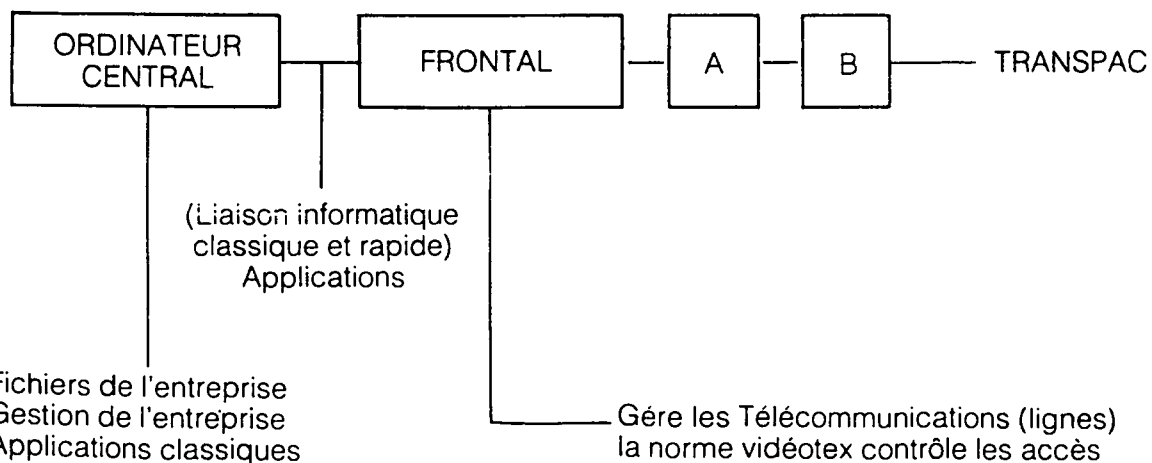 ORDINATEUR
CENTRAL
FRONTAL
A
B
TRANSPAC
(Liaison informatique
classique et rapide)
Applications
Fichiers de l'entreprise
Gestion de l'entreprise
Applications classiques
Gére les Télécommunications (lignes)
la norme vidéotex contrôle les accès